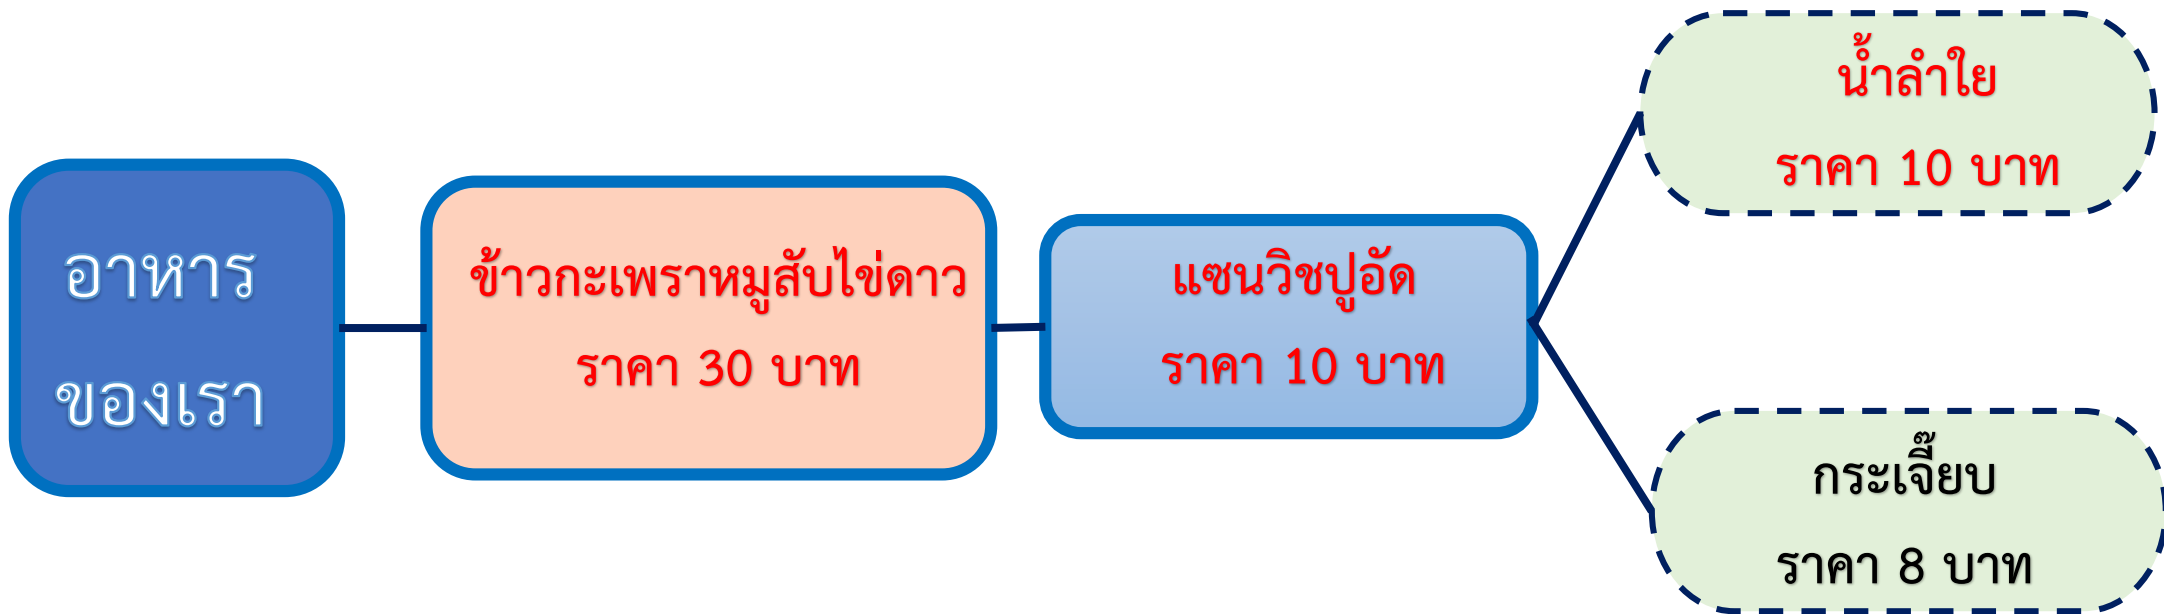 อาหาร
ของเรา
ข้าวกะเพราหมูสับไข่ดาว
ราคา 30 บาท
แซนวิชปูอัด
ราคา 10 บาท
น้ำลำใย
ราคา 10 บาท
กระเจี๊ยบ
ราคา 8 บาท